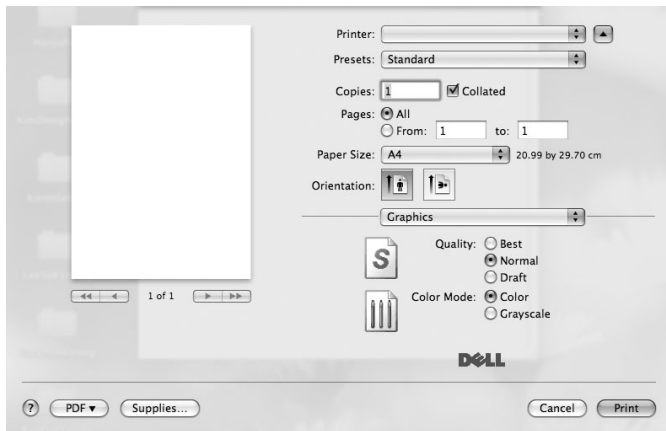 Printer:
Presets: Standard
Copies: 1 Collated
Pages: All
From: 1 to: 1
Paper Size: A4 20.99 by 29.70 cm
Orientation:
Graphics
S
Quality: Best
Normal
Draft
1 of 1
Color Mode: Color
Grayscale
DELL
? PDF Supplies... Cancel Print